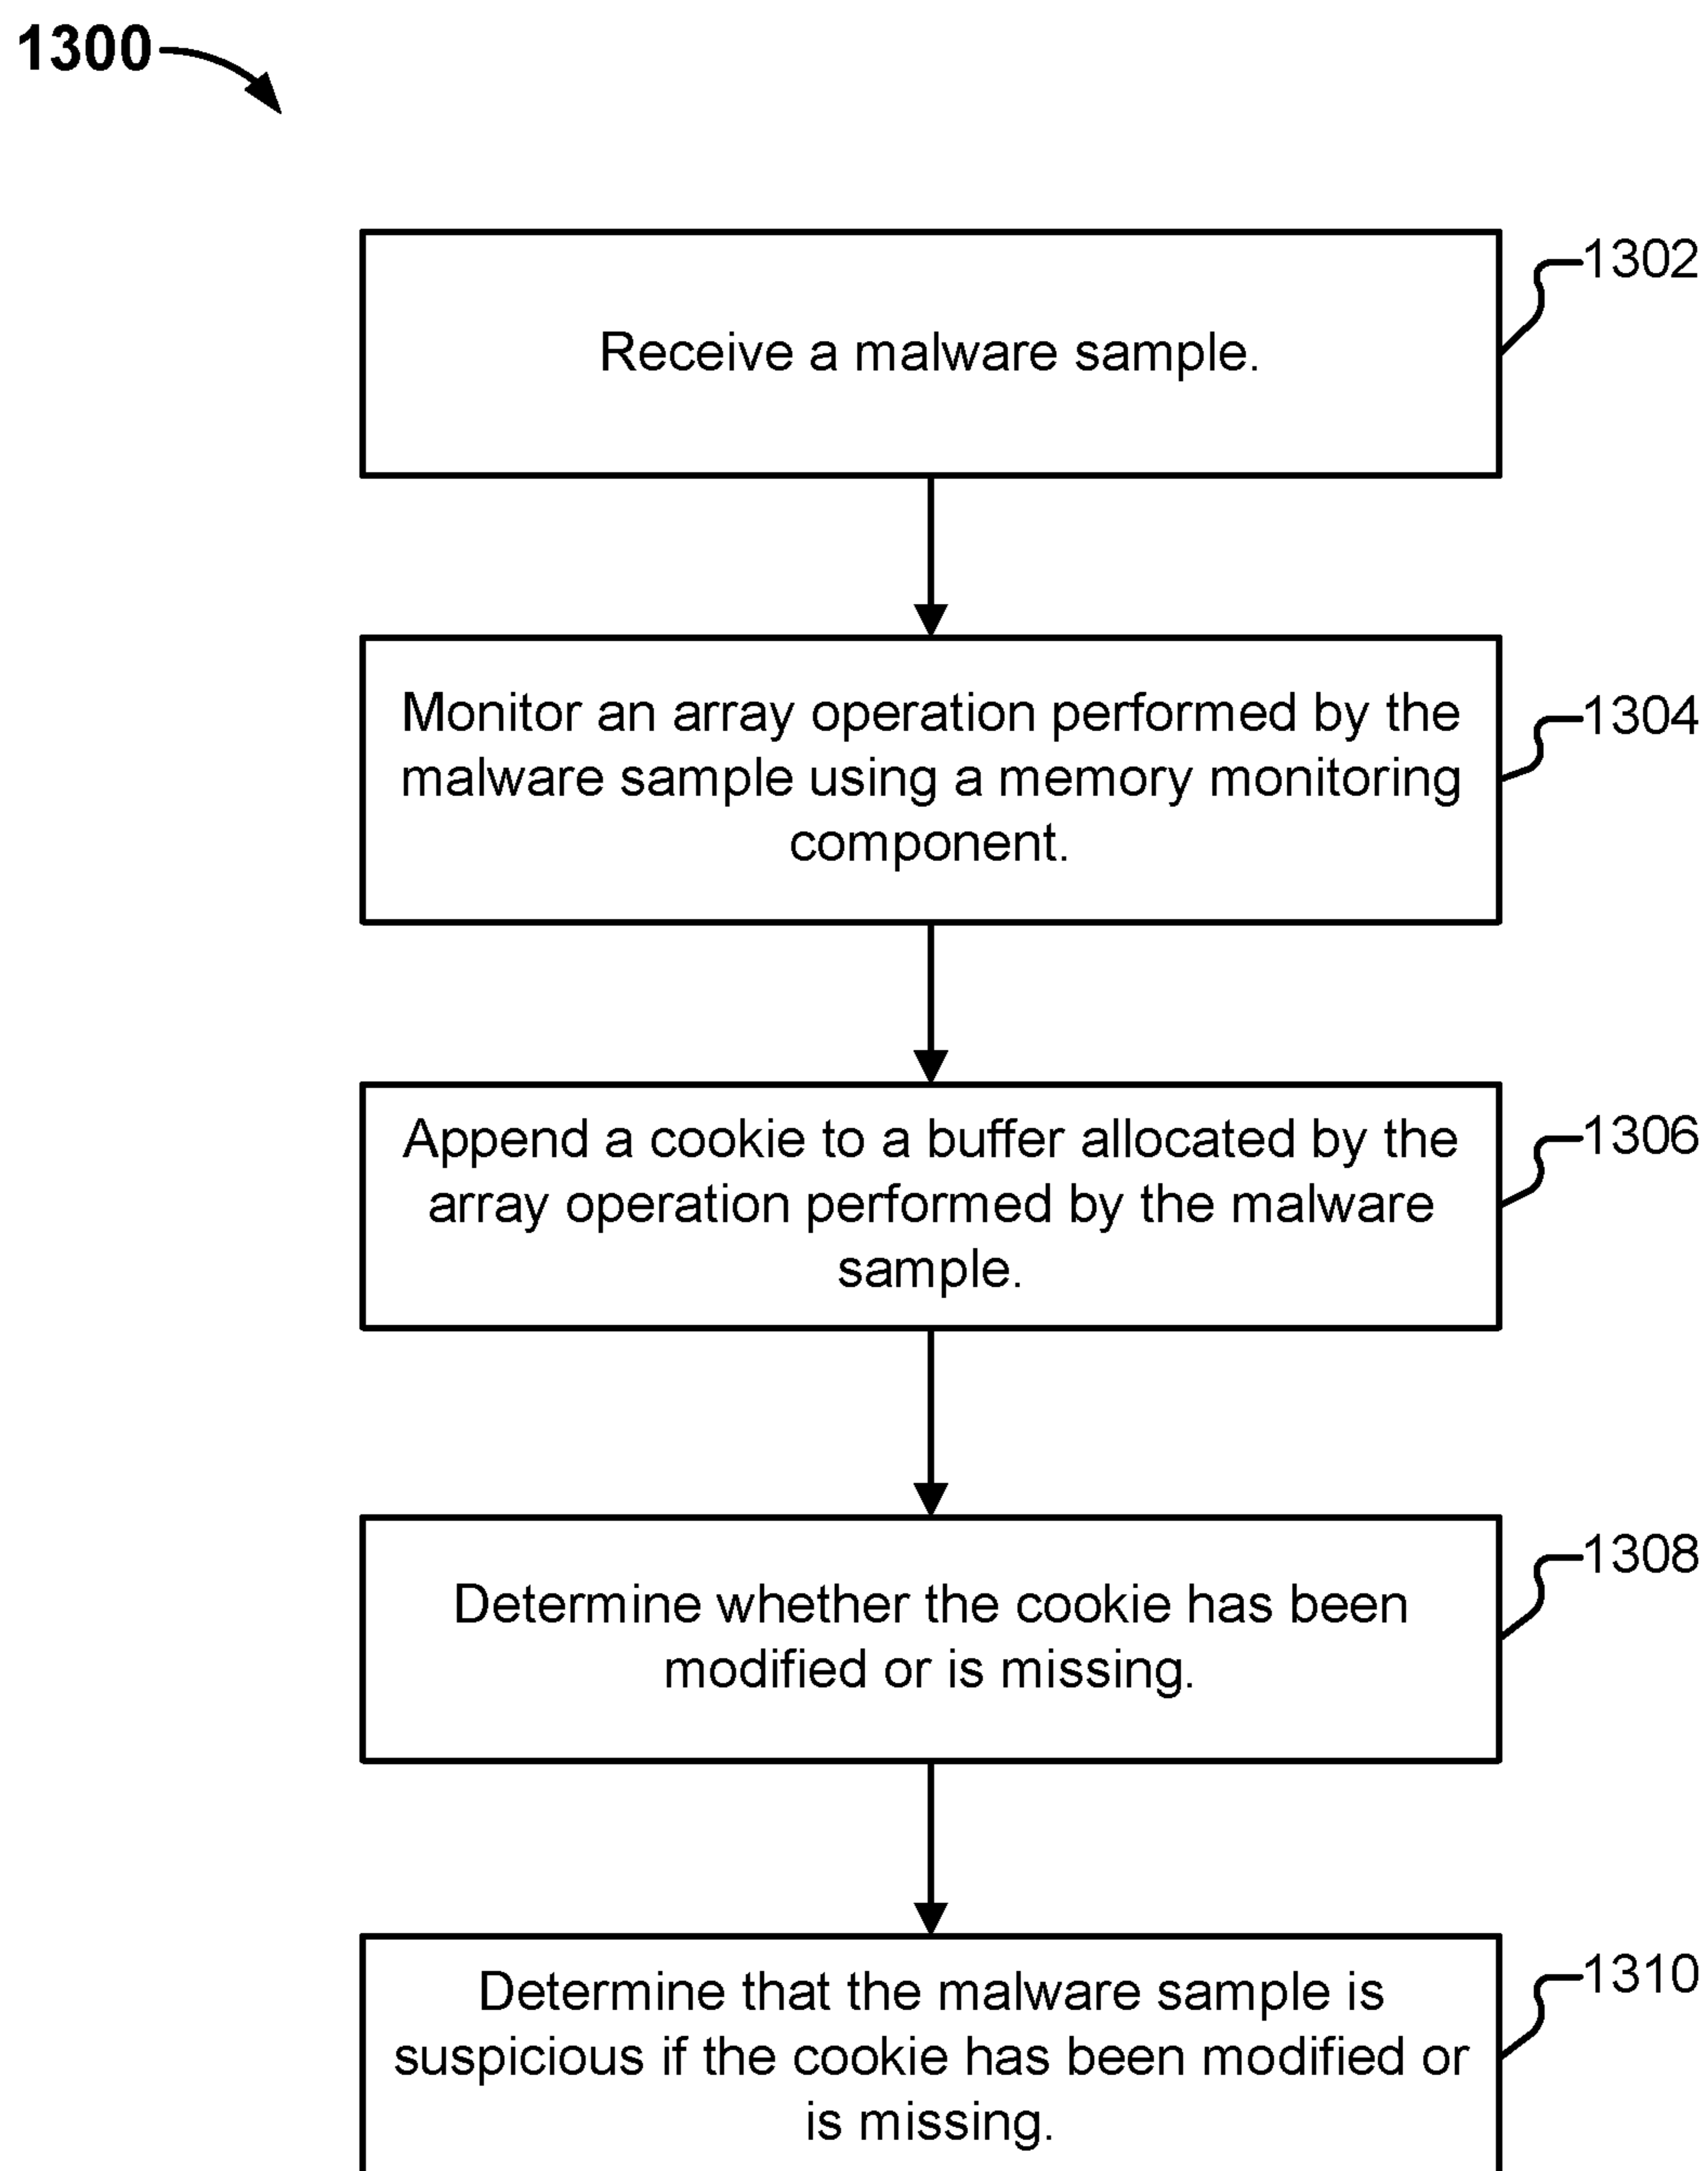 1300
Receive a malware sample.
1302
Monitor an array operation performed by the
malware sample using a memory monitoring
component.
1304
Append a cookie to a buffer allocated by the
array operation performed by the malware
sample.
1306
Determine whether the cookie has been
modified or is missing.
1308
Determine that the malware sample is
suspicious if the cookie has been modified or
is missing.
1310